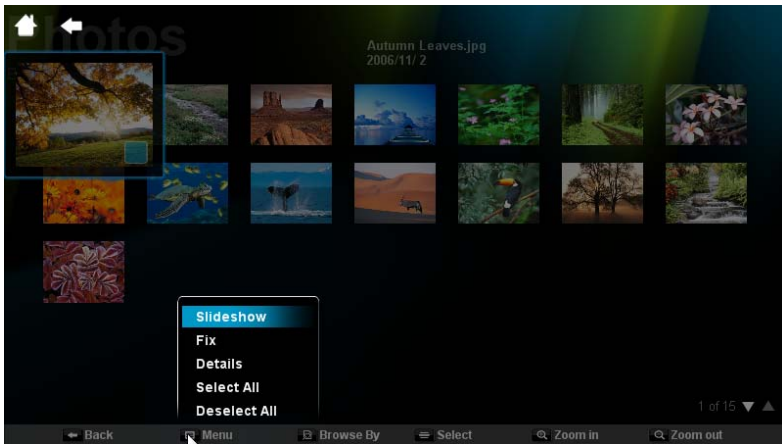 Photos
Autumn Leaves.jpg
2006/11/ 2
Slideshow
Fix
Details
Select All
Deselect All
1 of 15
Back Menu Browse By Select Zoom in Zoom out